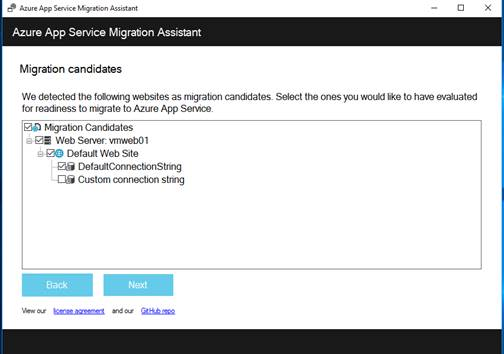 Azure App Service Migration Assistant
Azure App Service Migration Assistant
Migration candidates
We detected the following websites as migration candidates. Select the ones you would like to have evaluated
for readiness to migrate to Azure App Service.
Migration Candidates
Web Server: vmweb01
Default Web Site
DefaultConnectionString
Custom connection string
Back Next
View our license agreement and our GitHub repo